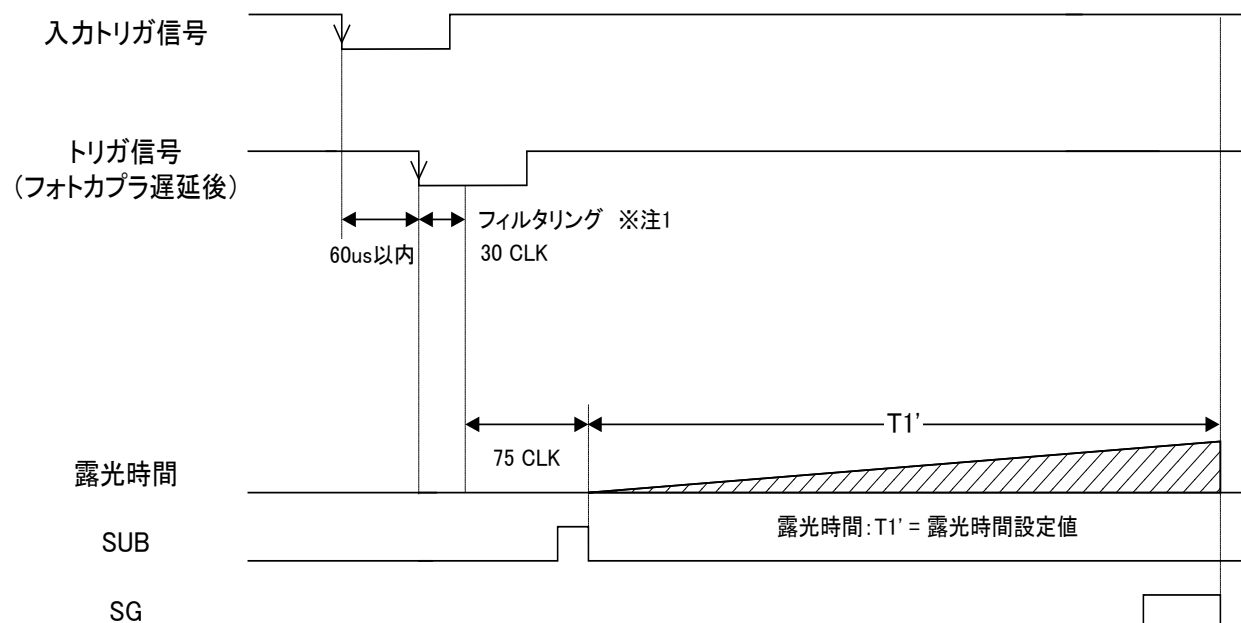 入力トリガ信号
トリガ信号
（フォトカプラ遅延後）
フィルタリング ※注1
60us以内
30 CLK
T1'
75 CLK
露光時間
露光時間：T1' = 露光時間設定値
SUB
SG